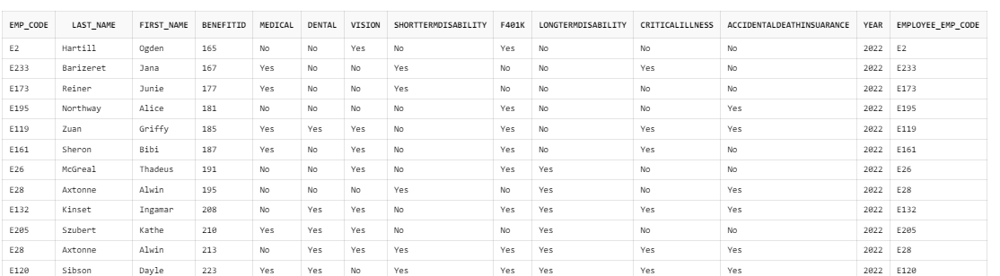 EMP_CODE LAST_NAME FIRST_NAME BENEFITID MEDICAL DENTAL VISION SHORTTERMDISABILITY F401K LONGTERMDISABILITY CRITICALILLNESS ACCIDENTALDEATHINSUARANCE YEAR EMPLOYEE_EMP_CODE
E2 Hartill Ogden 165 No No Yes No Yes No No No 2022 E2
E233 Barizeret Jana 167 Yes No No Yes No No Yes No 2022 E233
E173 Reiner Junie 177 Yes No No Yes No No No No 2022 E173
E195 Northway Alice 181 No No No No Yes No No Yes 2022 E195
E119 Zuan Griffy 185 Yes Yes Yes No Yes No Yes Yes 2022 E119
E161 Sheron Bibi 187 Yes No Yes No Yes No Yes No 2022 E161
E26 McGreal Thadeus 191 No No Yes No Yes Yes No No 2022 E26
E28 Axtonne Alwin 195 No No No Yes No Yes No Yes 2022 E28
E132 Kinset Ingamar 208 No Yes Yes No Yes Yes Yes Yes 2022 E132
E205 Szubert Kathe 210 Yes Yes Yes No No Yes No No 2022 E205
E28 Axtonne Alwin 213 No Yes Yes Yes Yes Yes Yes Yes 2022 E28
E120 Sibson Dayle 223 Yes Yes No Yes Yes No Yes Yes 2022 E120